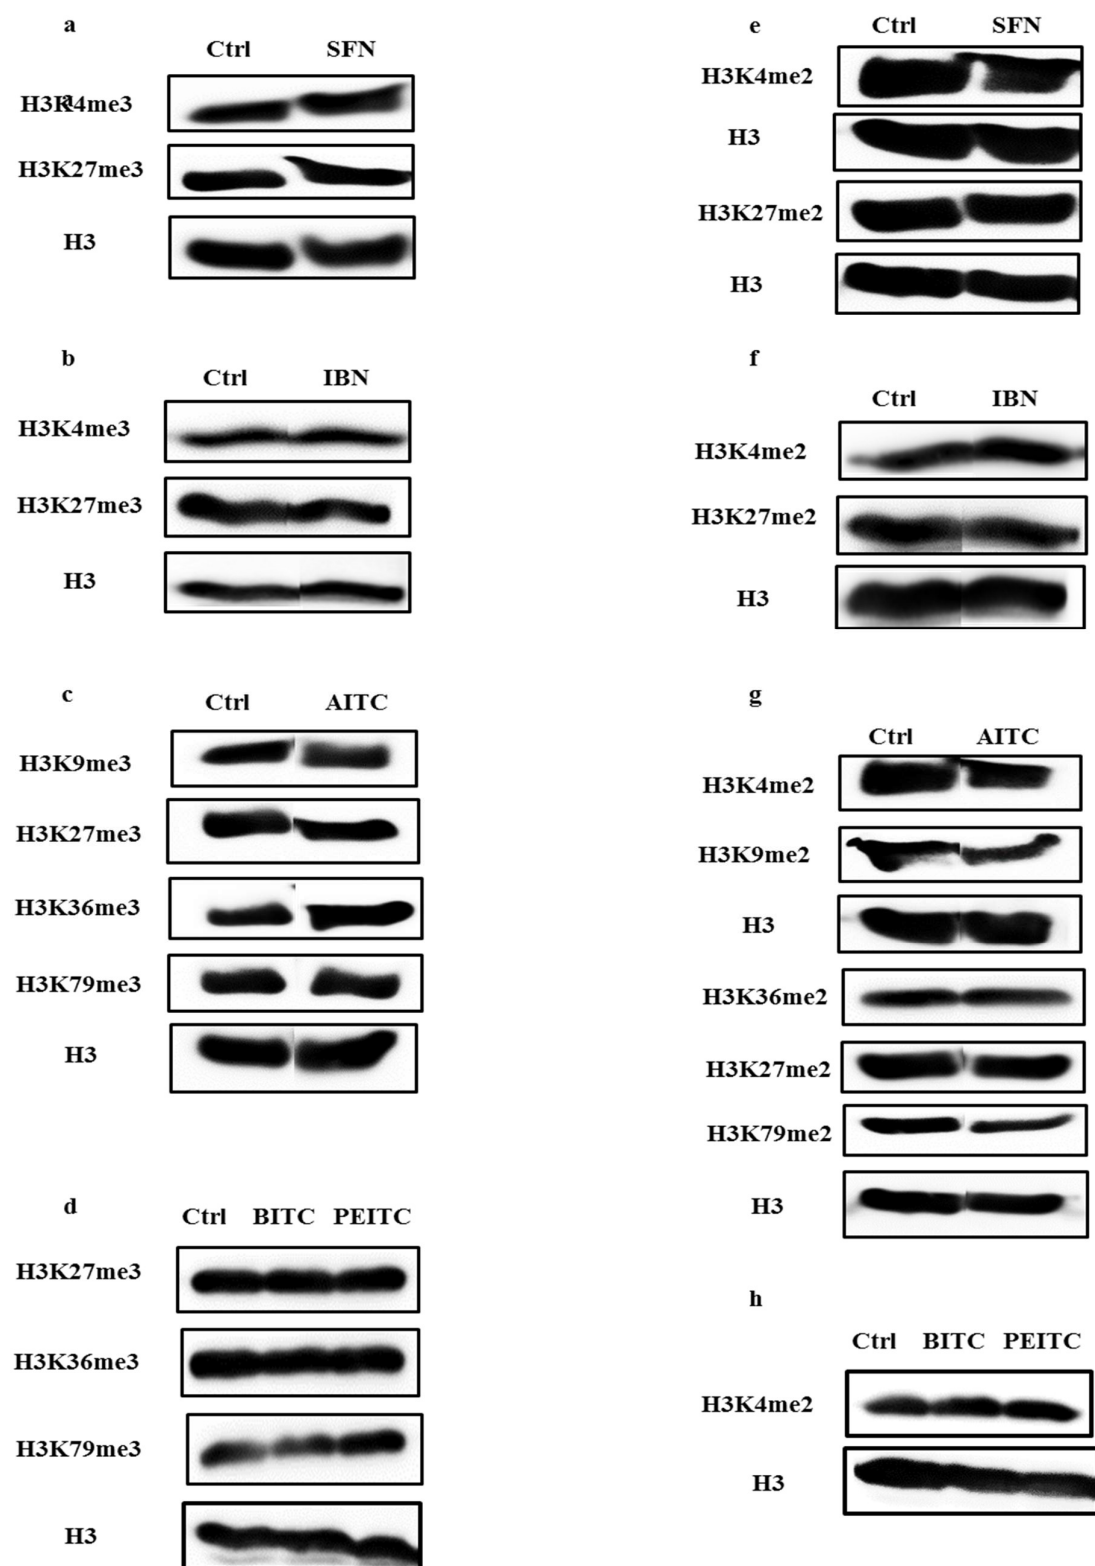 a
Ctrl SFN
H3K4me3
a
H3K27me3
H3
b
Ctrl IBN
H3K4me3
H3K27me3
H3
c
Ctrl AITC
H3K9me3
H3K27me3
H3K36me3
H3K79me3
H3
d
Ctrl BITC PEITC
H3K27me3
H3K36me3
H3K79me3
H3
e
Ctrl SFN
H3K4me2
H3
H3K27me2
H3
f
Ctrl IBN
H3K4me2
H3K27me2
H3
g
Ctrl AITC
H3K4me2
H3K9me2
H3
H3K36me2
H3K27me2
H3K79me2
H3
h
Ctrl BITC PEITC
H3K4me2
H3